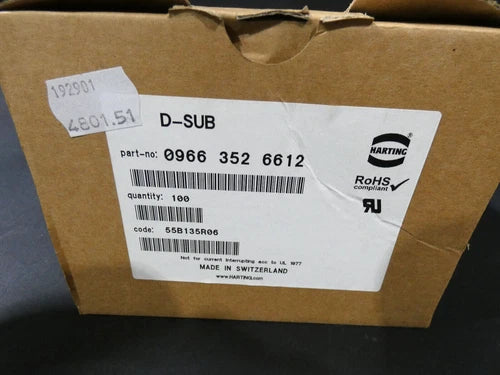 192901
4801.51
D-SUB
part-no: 0966 352 6612
HARTING
RoHS
compliant
quantity: 100
code: 55B135R06
Not for current interrupting acc to UL 1977
MADE IN SWITZERLAND
www.HARTING.com